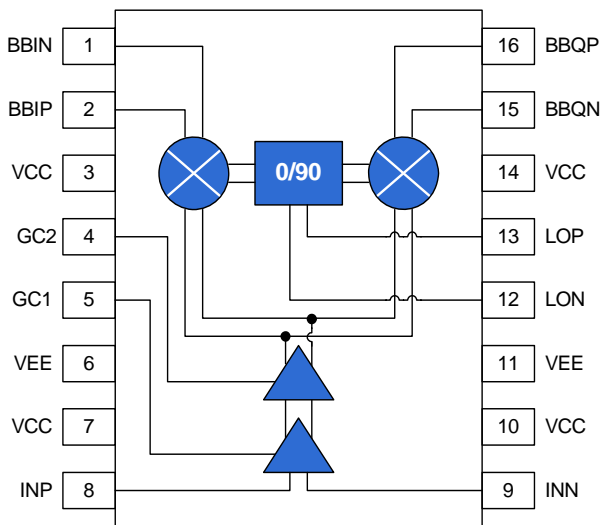 BBIN 1 16 BBQP
BBIP 2 15 BBQN
VCC 3 0/90 14 VCC
GC2 4 13 LOP
GC1 5 12 LON
VEE 6 11 VEE
VCC 7 10 VCC
INP 8 9 INN